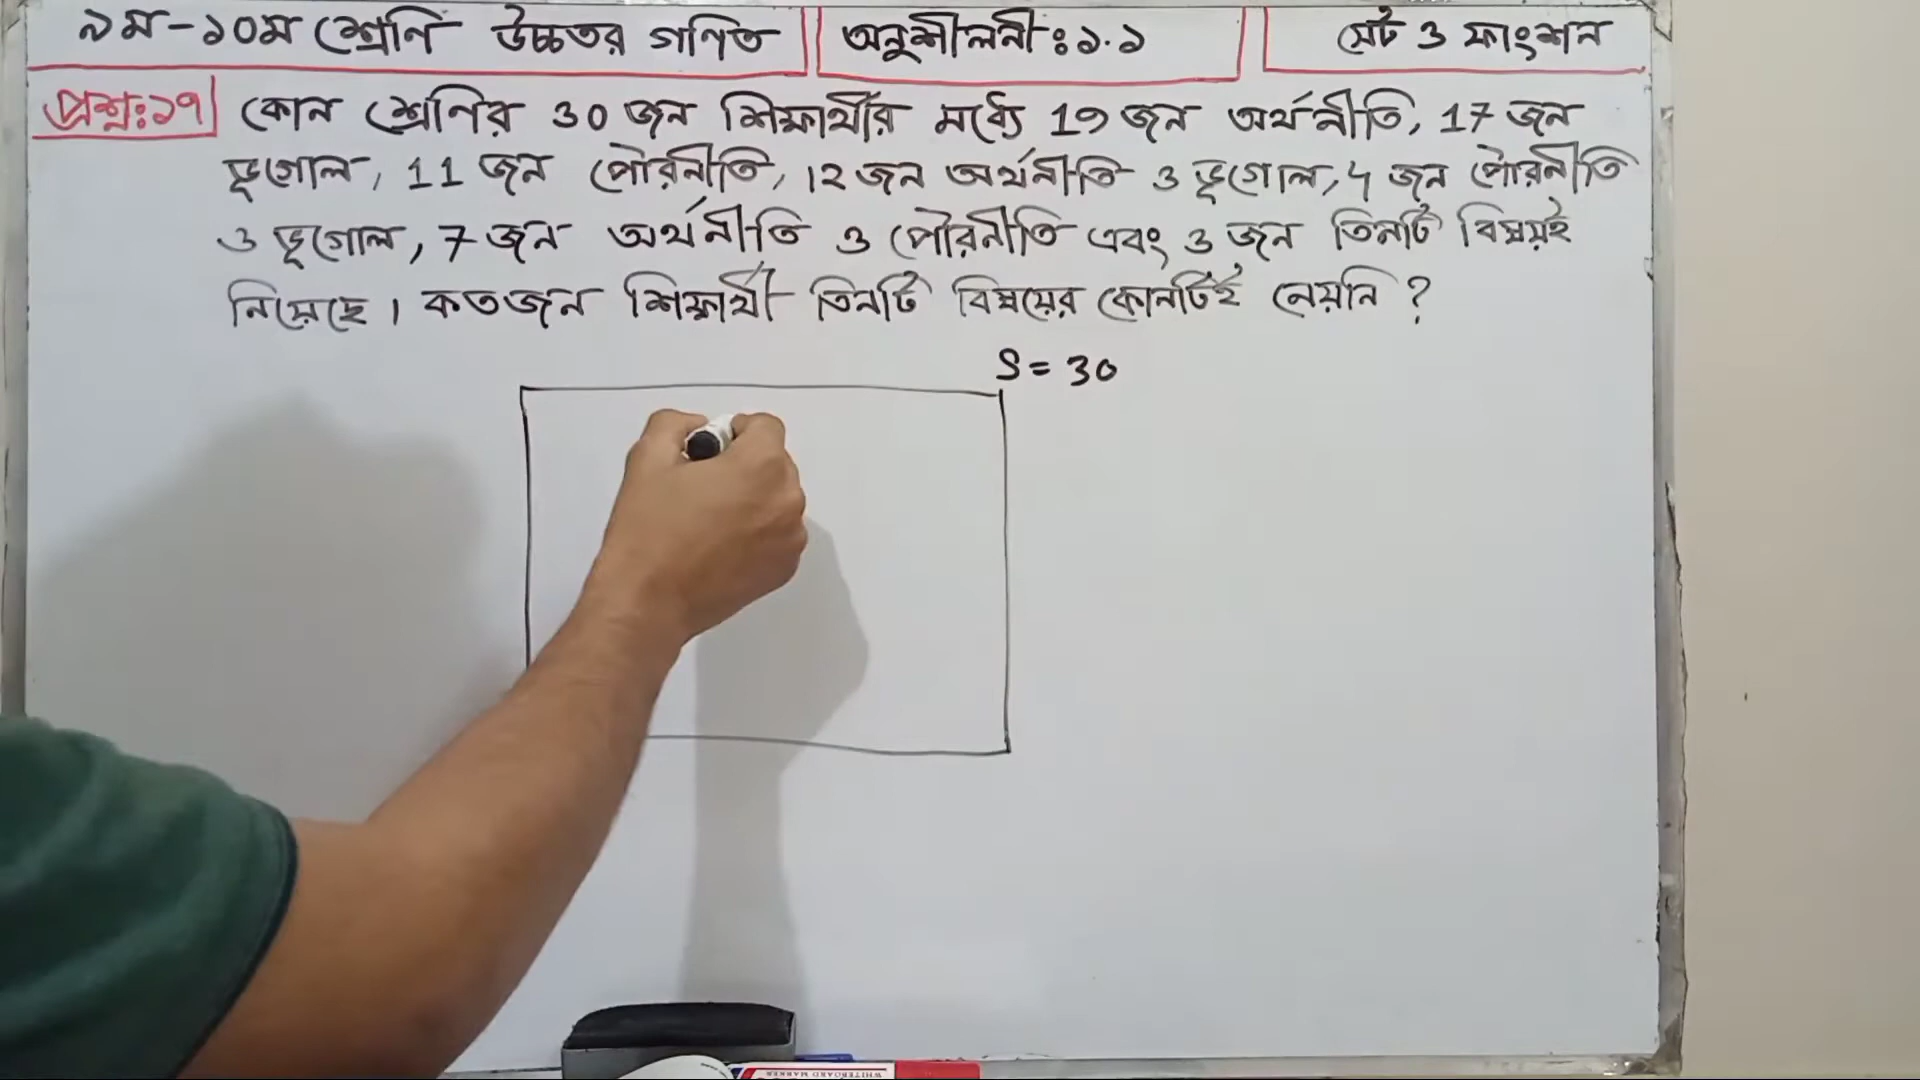 ৯ম-১০ম শ্রেণি উচ্চতর গণিত অনুশীলনীঃ১.১ সেট ও ফাংশন
প্রশ্নঃ১৭ কোন শ্রেণির 30 জন শিক্ষার্থীর মধ্যে 19 জন অর্থনীতি, 17 জন
ভূগোল, 11 জন পৌরনীতি, 12 জন অর্থনীতি ও ভূগোল, 4 জন পৌরনীতি
ও ভূগোল, 7 জন অর্থনীতি ও পৌরনীতি এবং 3 জন তিনটি বিষয়ই
নিয়েছে। কতজন শিক্ষার্থী তিনটি বিষয়ের কোনটিই নেয়নি ?
S = 30
WHITEBOARD MARKER